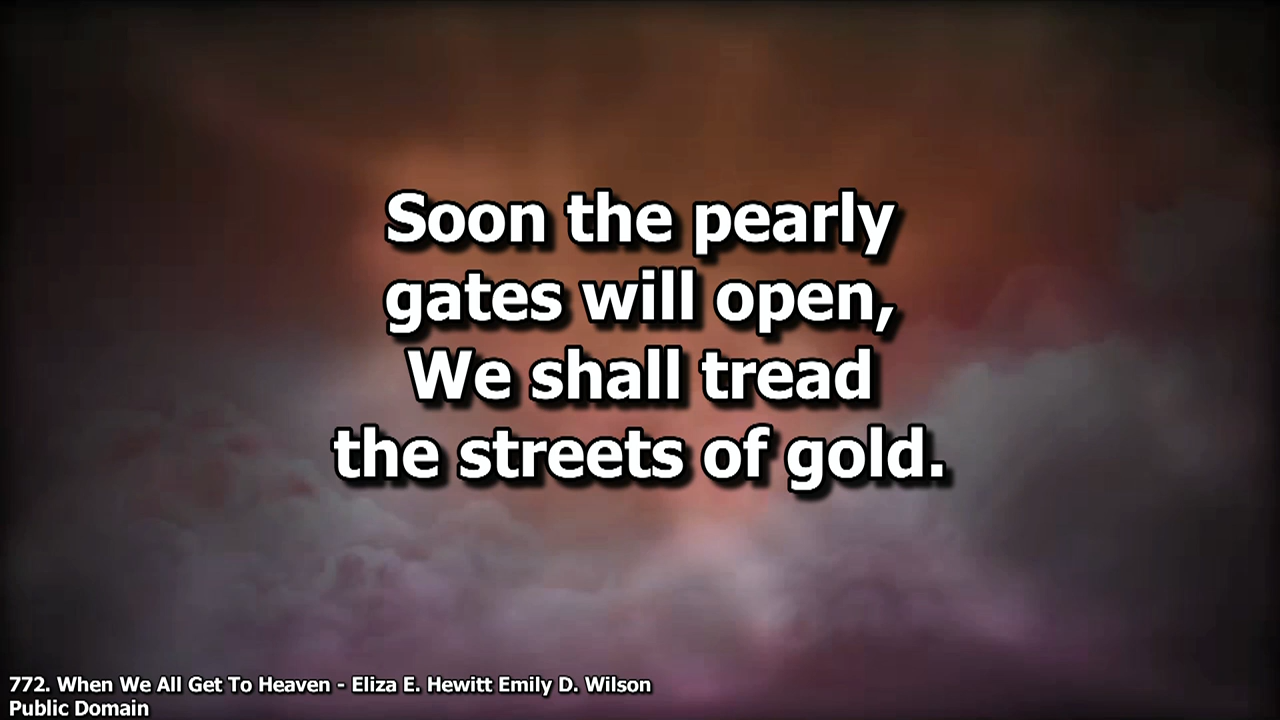 Soon the pearly
gates will open,
We shall tread
the streets of gold.
772. When We All Get To Heaven - Eliza E. Hewitt Emily D. Wilson
Public Domain